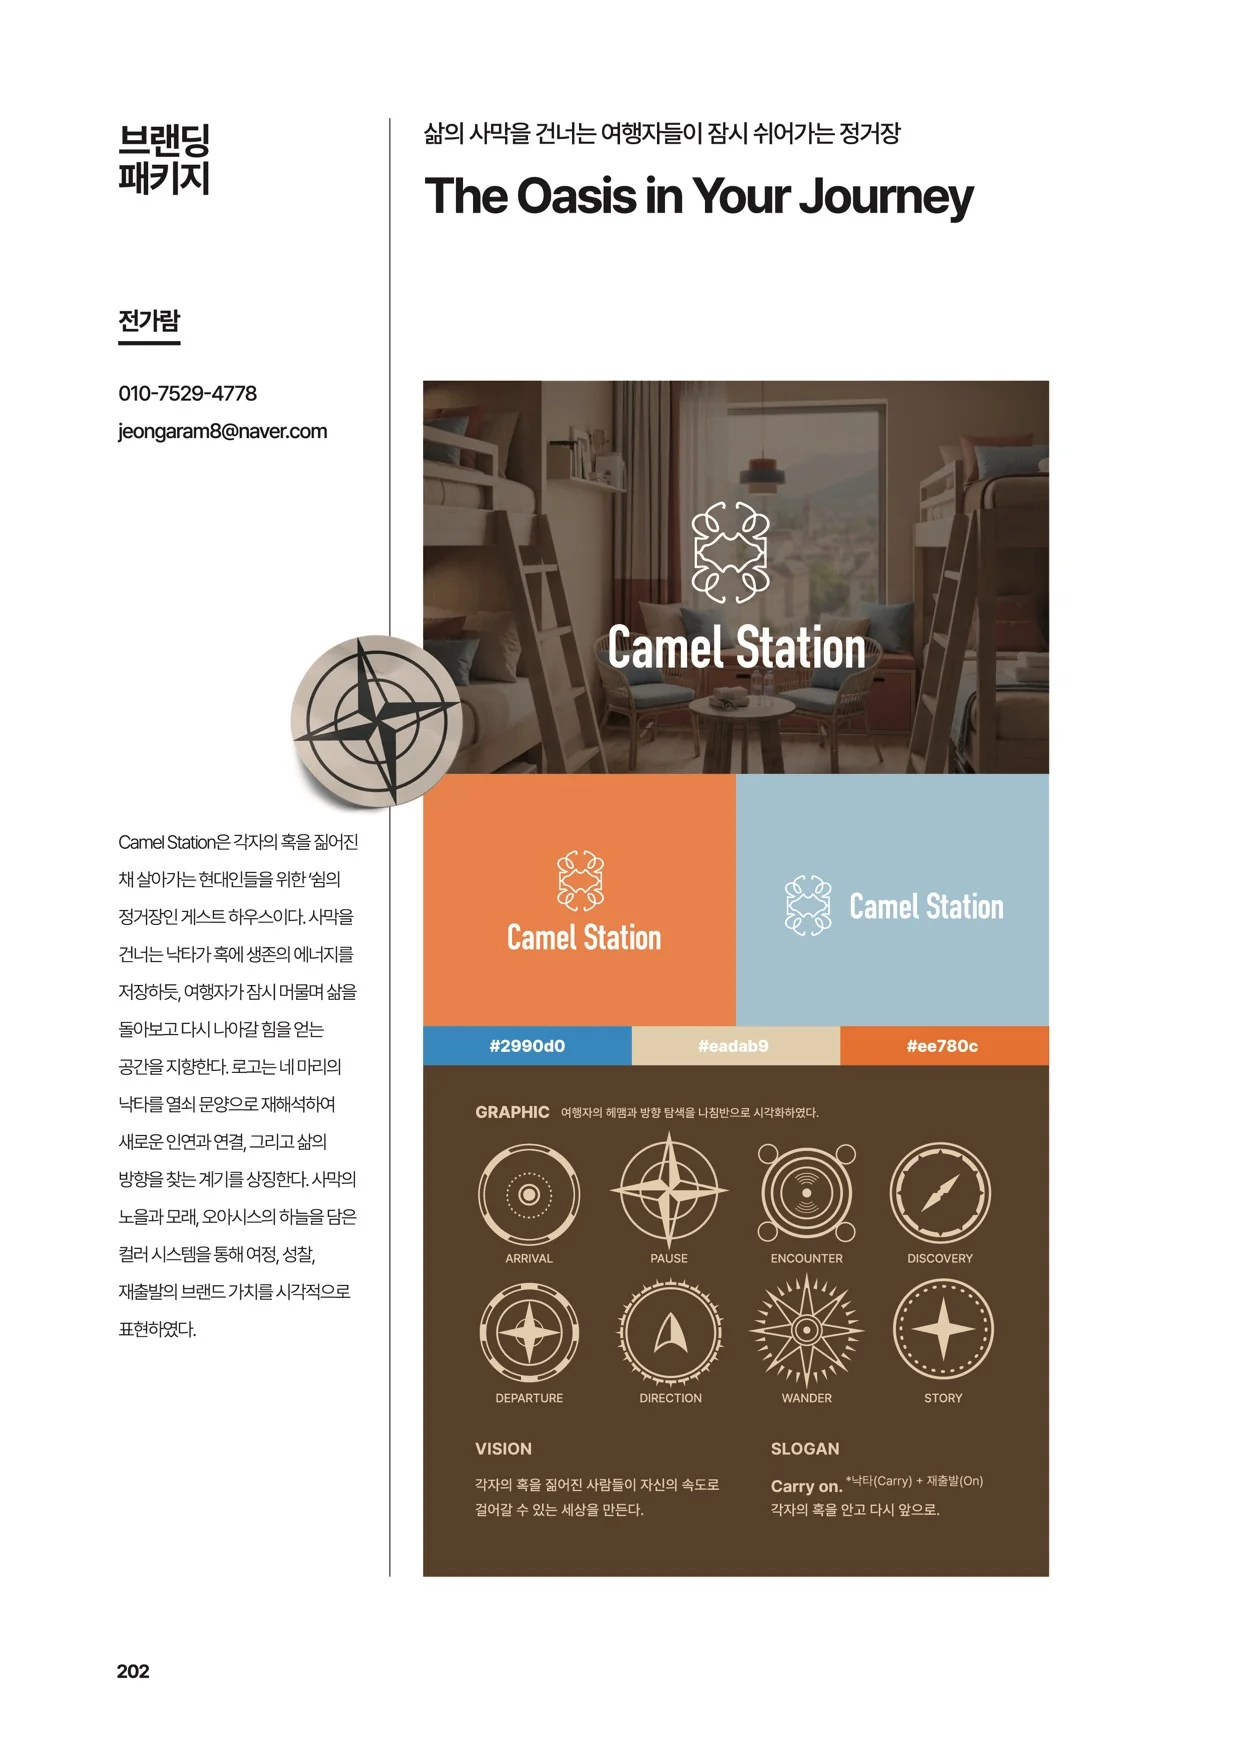 브랜딩
패키지
전가람
010-7529-4778
jeongaram8@naver.com
Camel Station은 각자의 혹을 짊어진
채 살아가는 현대인들을 위한 ‘쉼의
정거장인 게스트 하우스이다. 사막을
건너는 낙타가 혹에 생존의 에너지를
저장하듯, 여행자가 잠시 머물며 삶을
돌아보고 다시 나아갈 힘을 얻는
공간을 지향한다. 로고는 네 마리의
낙타를 열쇠 문양으로 재해석하여
새로운 인연과 연결, 그리고 삶의
방향을 찾는 계기를 상징한다. 사막의
노을과 모래, 오아시스의 하늘을 담은
컬러 시스템을 통해 여정, 성찰,
재출발의 브랜드 가치를 시각적으로
표현하였다.
삶의 사막을 건너는 여행자들이 잠시 쉬어가는 정거장
The Oasis in Your Journey
Camel Station
Camel Station
Camel Station
#2990d0 #eadab9 #ee780c
GRAPHIC 여행자의 헤맴과 방향 탐색을 나침반으로 시각화하였다.
ARRIVAL PAUSE ENCOUNTER DISCOVERY
DEPARTURE DIRECTION WANDER STORY
VISION
각자의 혹을 짊어진 사람들이 자신의 속도로
걸어갈 수 있는 세상을 만든다.
SLOGAN
Carry on. *낙타(Carry) + 재출발(On)
각자의 혹을 안고 다시 앞으로.
202